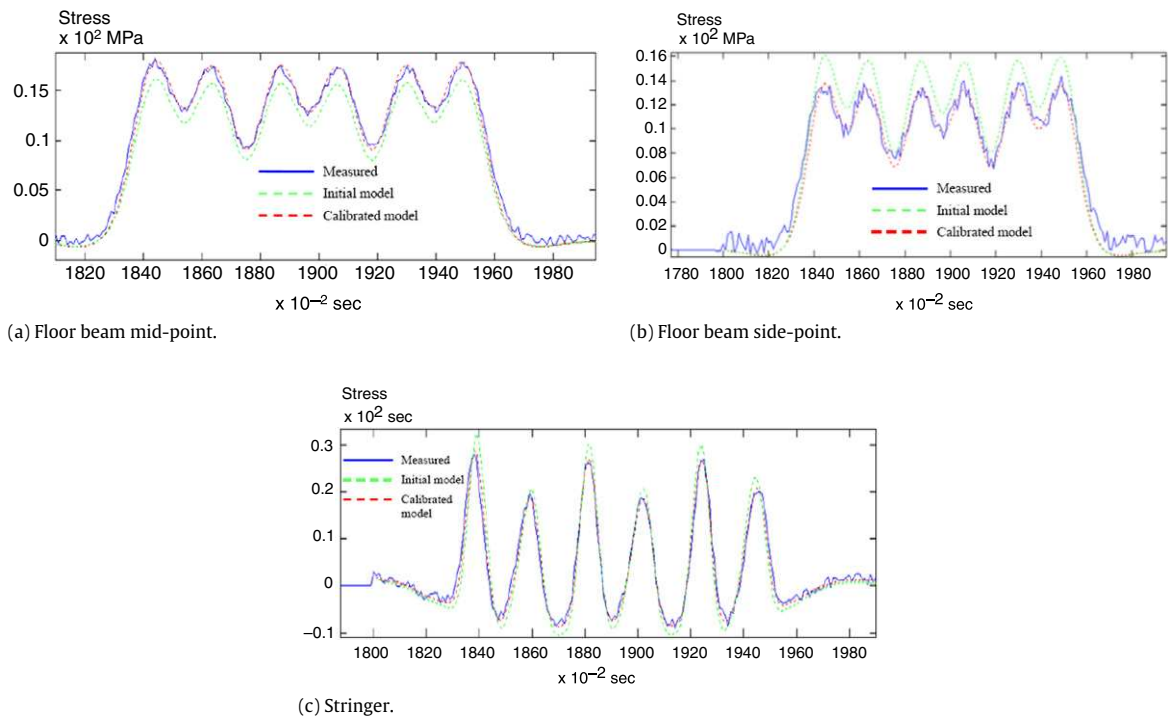 Stress
x 10² MPa
0.15
0.1
0.05
0
Measured
Initial model
Calibrated model
1820 1840 1860 1880 1900 1920 1940 1960 1980
x 10⁻² sec
(a) Floor beam mid-point.
Stress
x 10² MPa
0.16
0.14
0.12
0.1
0.08
0.06
0.04
0.02
0
Measured
Initial model
Calibrated model
1780 1800 1820 1840 1860 1880 1900 1920 1940 1960 1980
x 10⁻² sec
(b) Floor beam side-point.
Stress
x 10² sec
0.3
0.2
0.1
0
−0.1
Measured
Initial model
Calibrated
model
1800 1820 1840 1860 1880 1900 1920 1940 1960 1980
x 10⁻² sec
(c) Stringer.